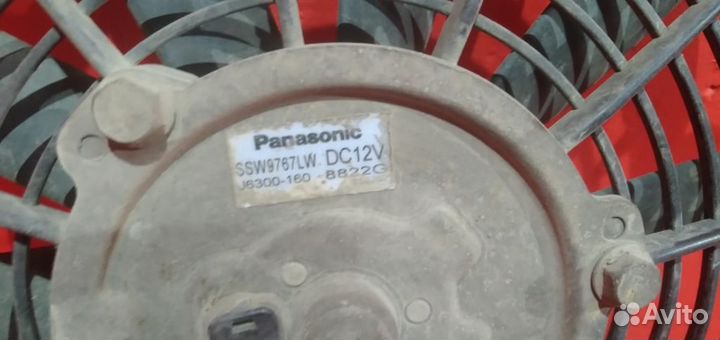 Panasonic
SSW9767LW DC12V
J6300-160 8822G
Avito